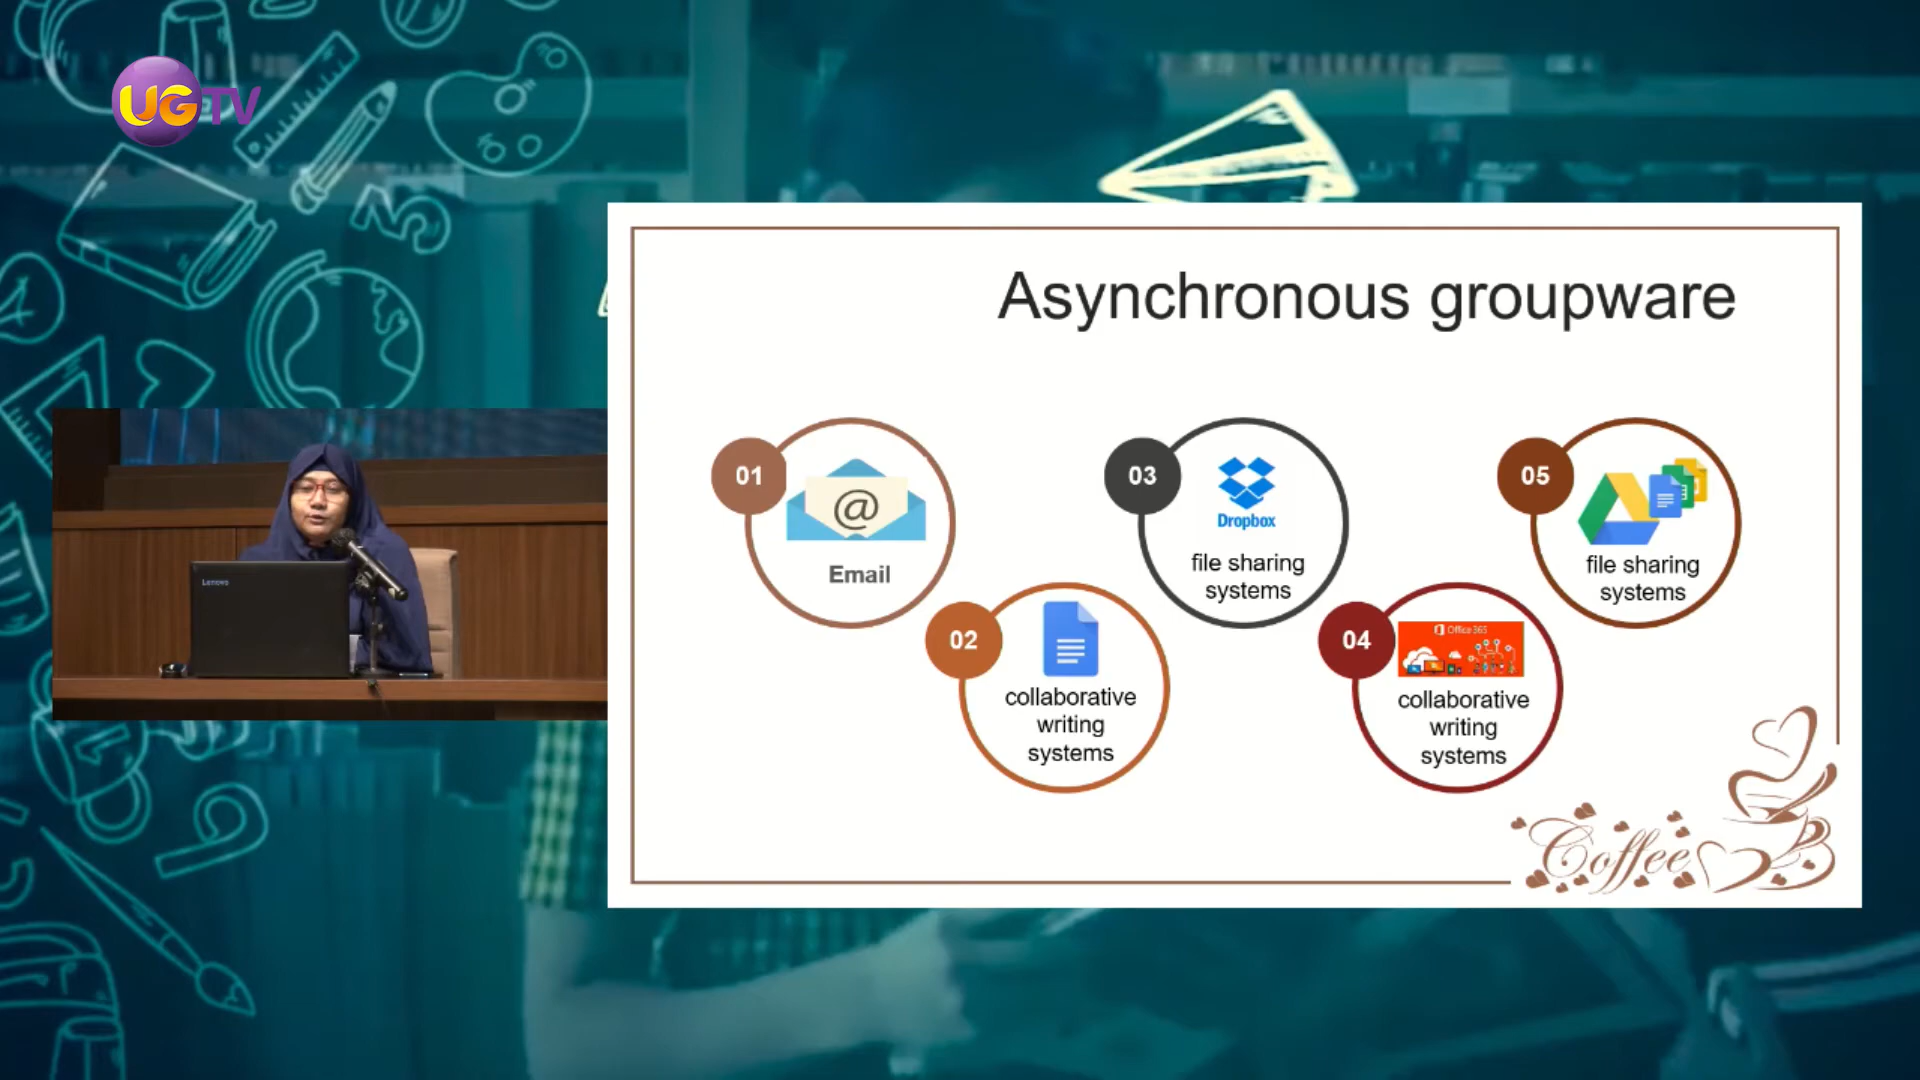 UGTV
Asynchronous groupware
01
@
Email
02
collaborative
writing
systems
03
Dropbox
file sharing
systems
04
Office 365
collaborative
writing
systems
05
file sharing
systems
Coffee
Lenovo